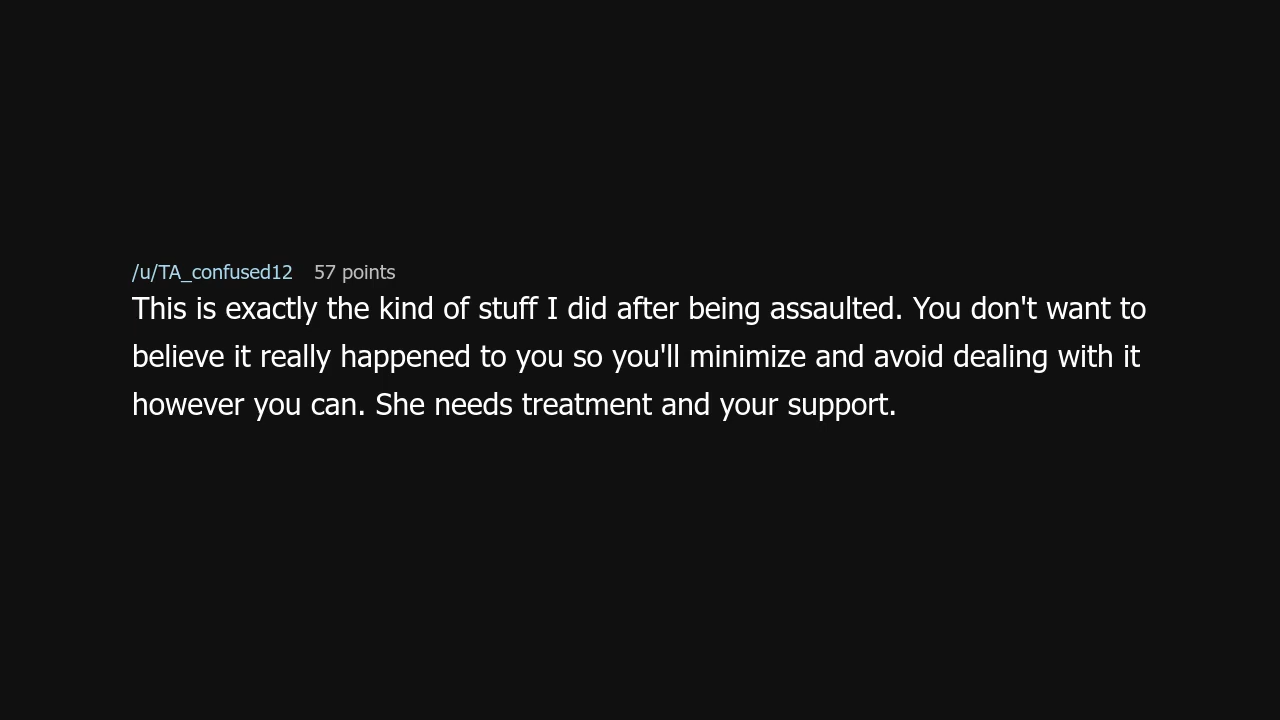 /u/TA_confused12 57 points
This is exactly the kind of stuff I did after being assaulted. You don't want to
believe it really happened to you so you'll minimize and avoid dealing with it
however you can. She needs treatment and your support.